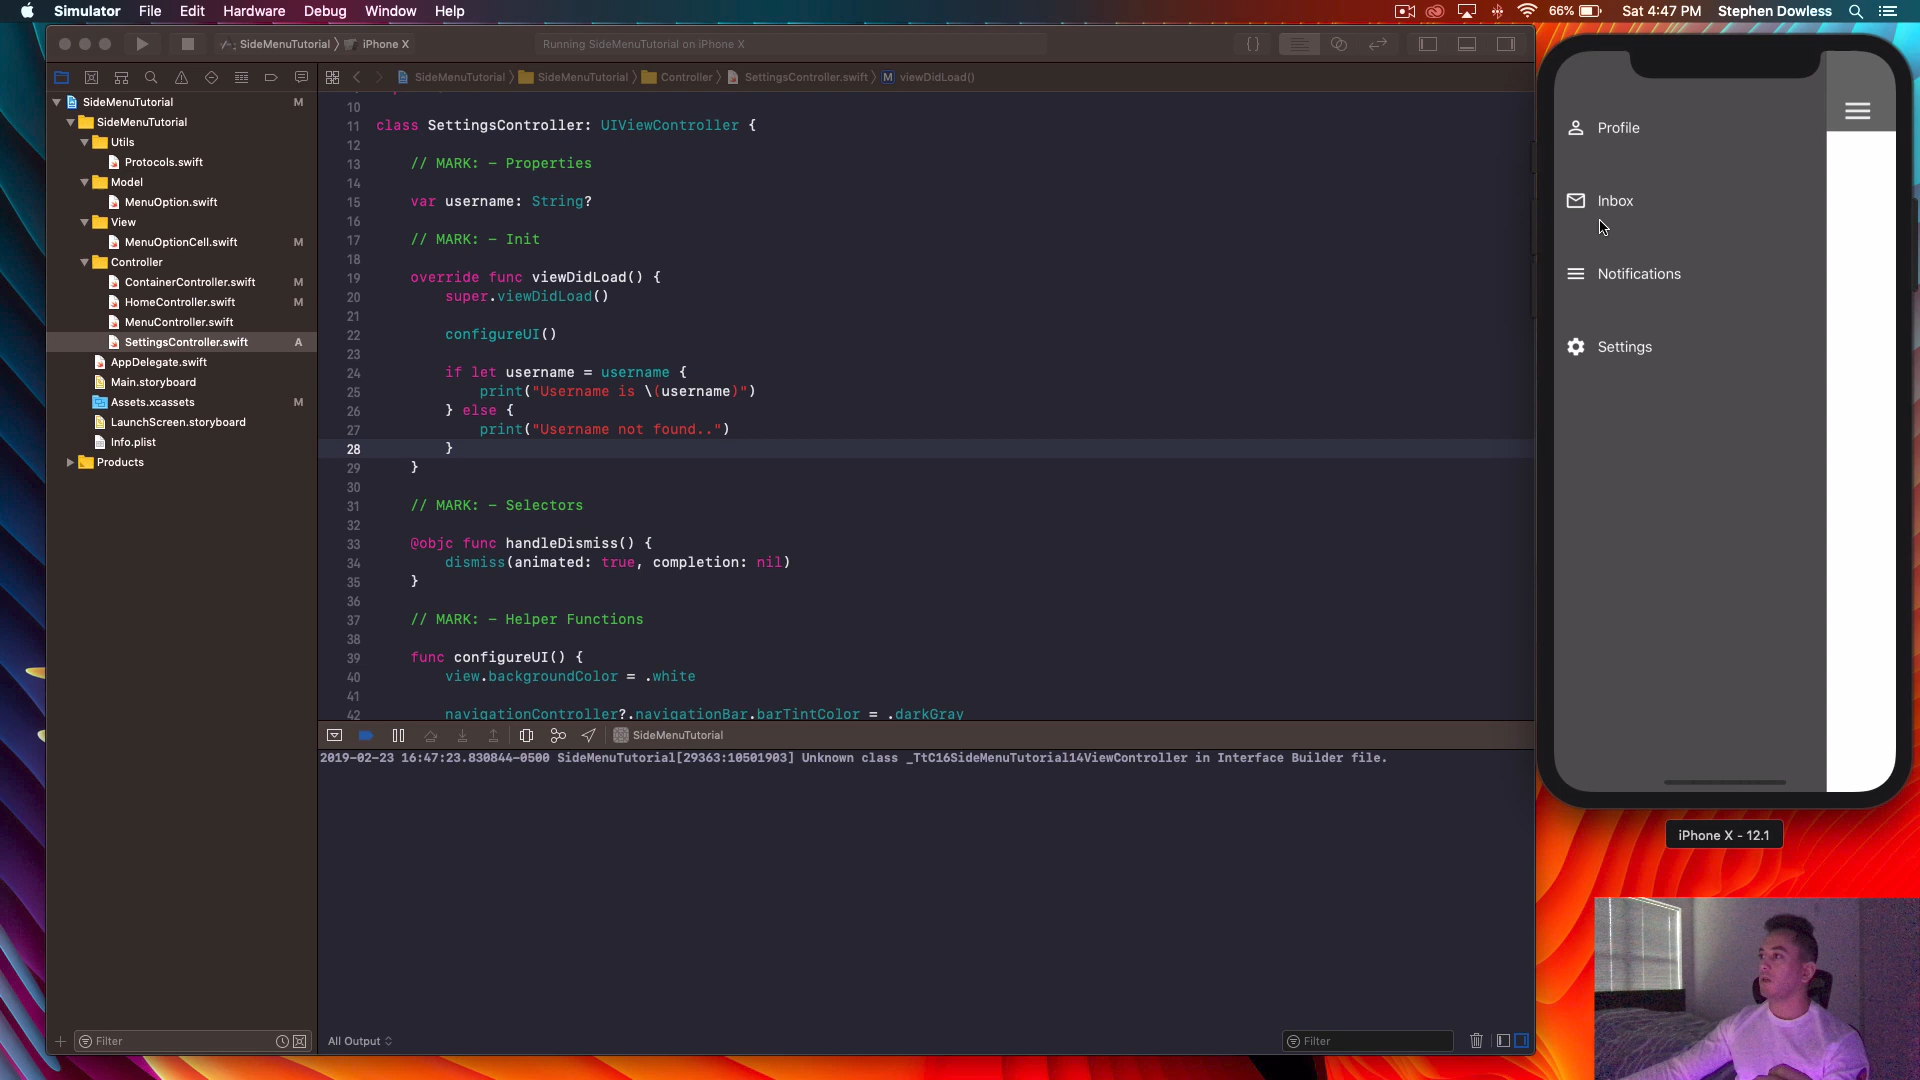 Simulator File Edit Hardware Debug Window Help
66% Sat 4:47 PM Stephen Dowless
SideMenuTutorial iPhone X
Running SideMenuTutorial on iPhone X
SideMenuTutorial SideMenuTutorial Controller SettingsController.swift M viewDidLoad()
SideMenuTutorial M
SideMenuTutorial
Utils
Protocols.swift
Model
MenuOption.swift
View
MenuOptionCell.swift M
Controller
ContainerController.swift M
HomeController.swift M
MenuController.swift
SettingsController.swift A
AppDelegate.swift
Main.storyboard
Assets.xcassets M
LaunchScreen.storyboard
Info.plist
Products
Filter
10
11 class SettingsController: UIViewController {
12
13 // MARK: - Properties
14
15 var username: String?
16
17 // MARK: - Init
18
19 override func viewDidLoad() {
20 super.viewDidLoad()
21
22 configureUI()
23
24 if let username = username {
25 print("Username is \(username)")
26 } else {
27 print("Username not found..")
28 }
29 }
30
31 // MARK: - Selectors
32
33 @objc func handleDismiss() {
34 dismiss(animated: true, completion: nil)
35 }
36
37 // MARK: - Helper Functions
38
39 func configureUI() {
40 view.backgroundColor = .white
41
42 navigationController?.navigationBar.barTintColor = .darkGray
SideMenuTutorial
2019-02-23 16:47:23.830844-0500 SideMenuTutorial[29363:10501903] Unknown class _TtC16SideMenuTutorial14ViewController in Interface Builder file.
All Output
Filter
Profile
Inbox
Notifications
Settings
iPhone X - 12.1